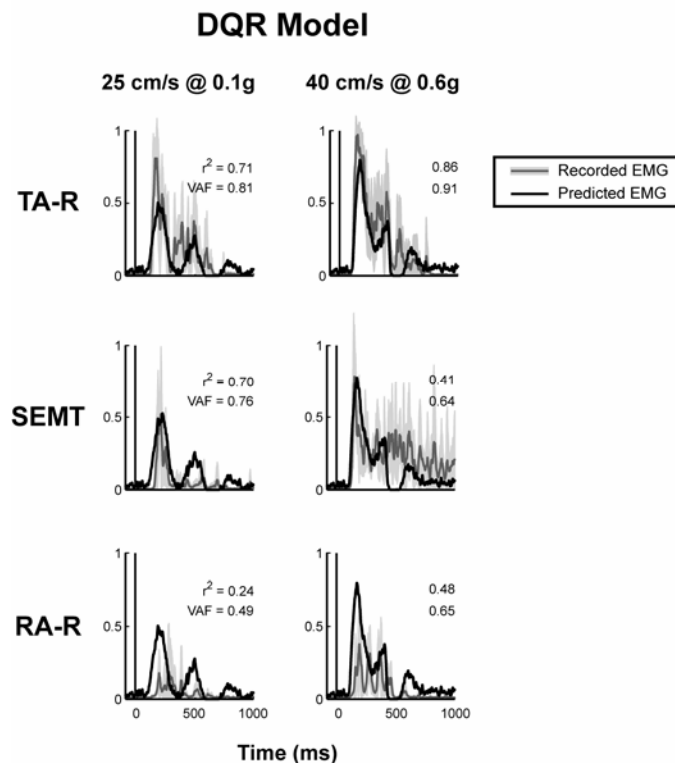 DQR Model
25 cm/s @ 0.1g
40 cm/s @ 0.6g
Recorded EMG
Predicted EMG
TA-R
1
0.5
0
r² = 0.71
VAF = 0.81
1
0.5
0
0.86
0.91
SEMT
1
0.5
0
r² = 0.70
VAF = 0.76
1
0.5
0
0.41
0.64
RA-R
1
0.5
0
r² = 0.24
VAF = 0.49
1
0.5
0
0.48
0.65
0 500 1000
0 500 1000
Time (ms)